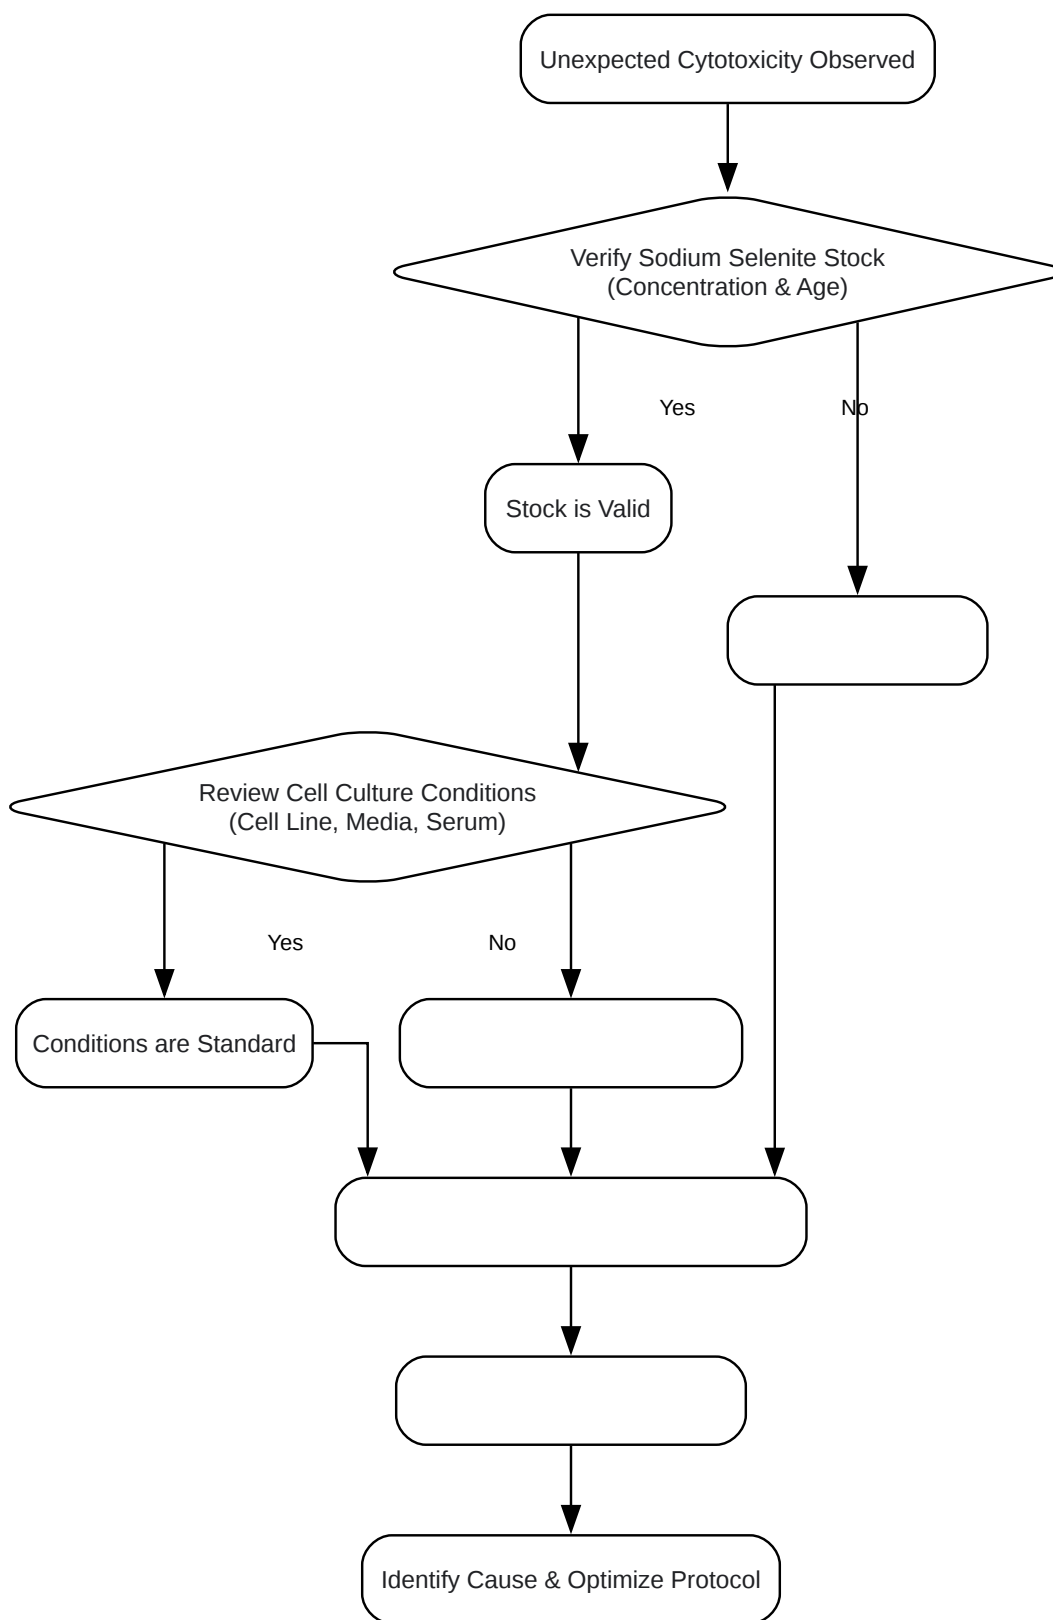 Unexpected Cytotoxicity Observed
Verify Sodium Selenite Stock
(Concentration & Age)
Yes
No
Stock is Valid
Review Cell Culture Conditions
(Cell Line, Media, Serum)
Yes
No
Conditions are Standard
Identify Cause & Optimize Protocol